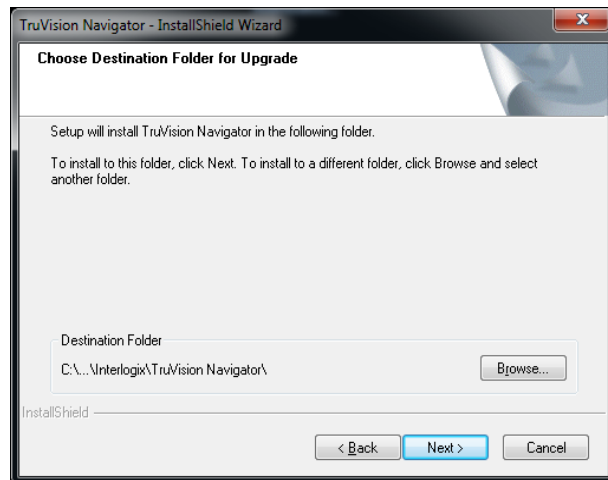 TruVision Navigator - InstallShield Wizard
Choose Destination Folder for Upgrade
Setup will install TruVision Navigator in the following folder.
To install to this folder, click Next. To install to a different folder, click Browse and select
another folder.
Destination Folder
C:\...\Interlogix\TruVision Navigator\
Browse...
InstallShield
< Back
Next >
Cancel